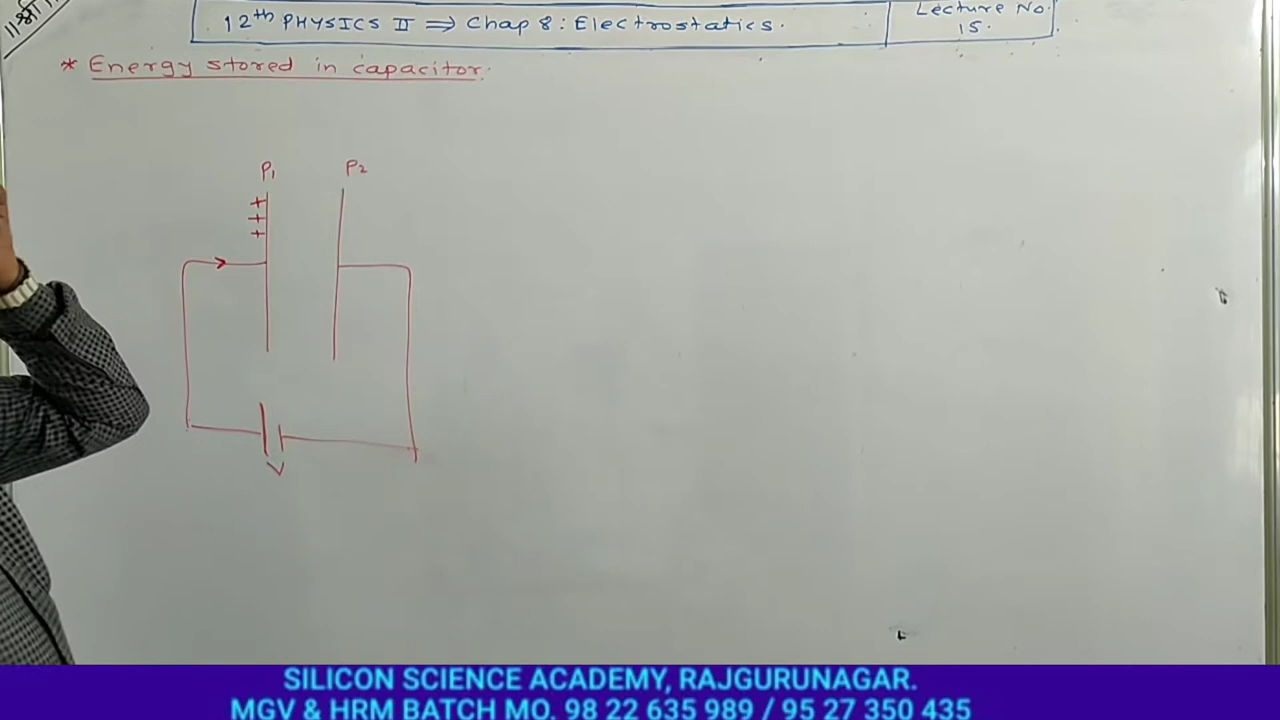 ॥श्री॥
12th PHYSICS II ⇒ Chap 8: Electrostatics.
Lecture No.
15.
* Energy stored in capacitor.
P1 P2
+
+
+
V
SILICON SCIENCE ACADEMY, RAJGURUNAGAR.
MGV & HRM BATCH MO. 98 22 635 989 / 95 27 350 435